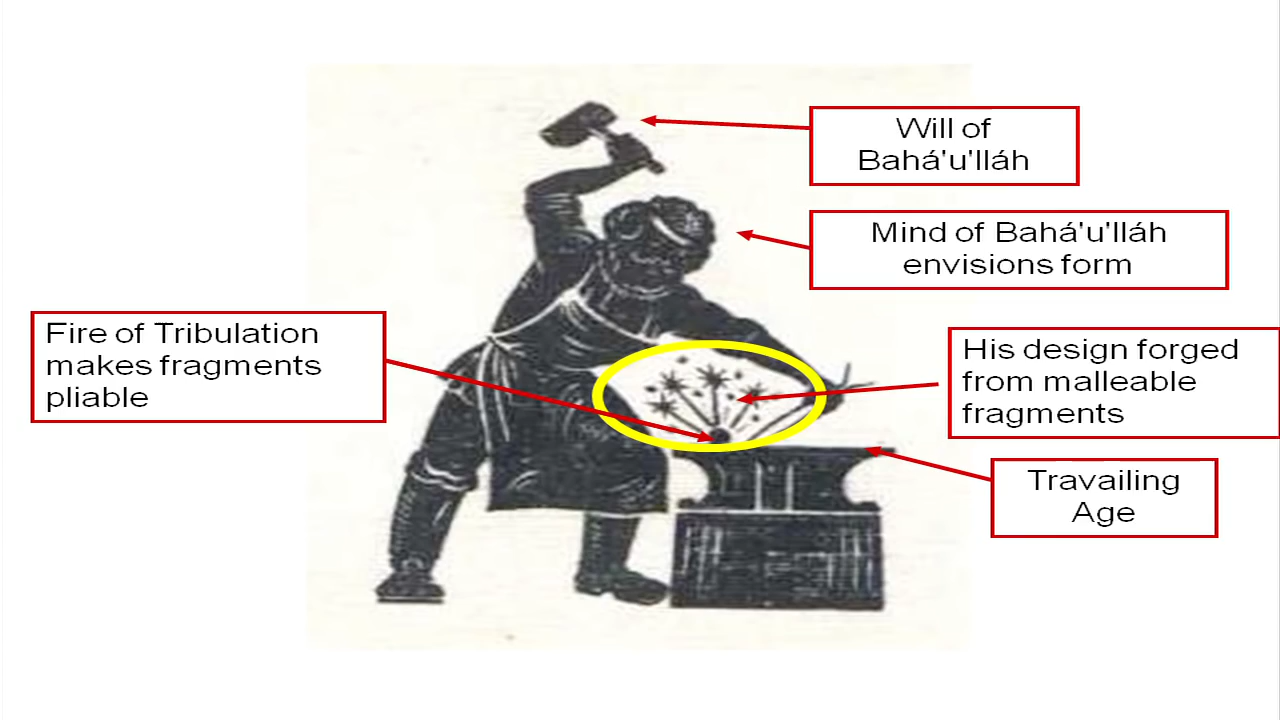 Will of
Bahá'u'lláh
Mind of Bahá'u'lláh
envisions form
Fire of Tribulation
makes fragments
pliable
His design forged
from malleable
fragments
Travailing
Age